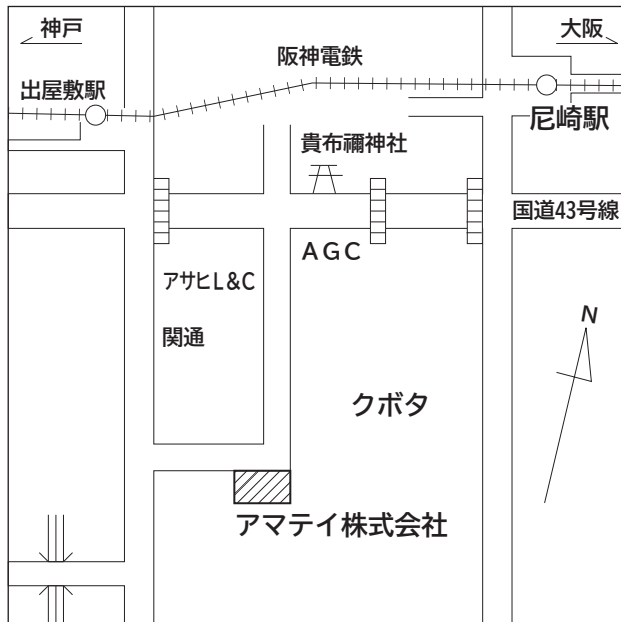 神戸
大阪
阪神電鉄
出屋敷駅
尼崎駅
貴布禰神社
国道43号線
AGC
アサヒL&C
関通
N
クボタ
アマテイ株式会社